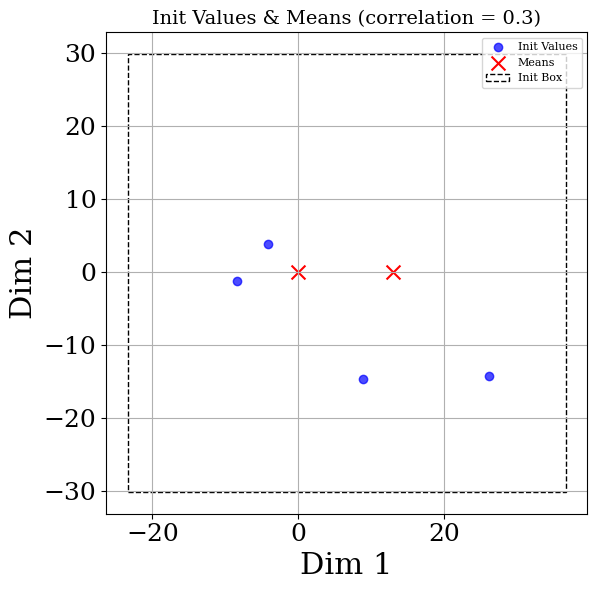 Init Values & Means (correlation = 0.3)
Init Values
Means
Init Box
30
20
10
0
−10
−20
−30
Dim 2
−20
0
20
Dim 1